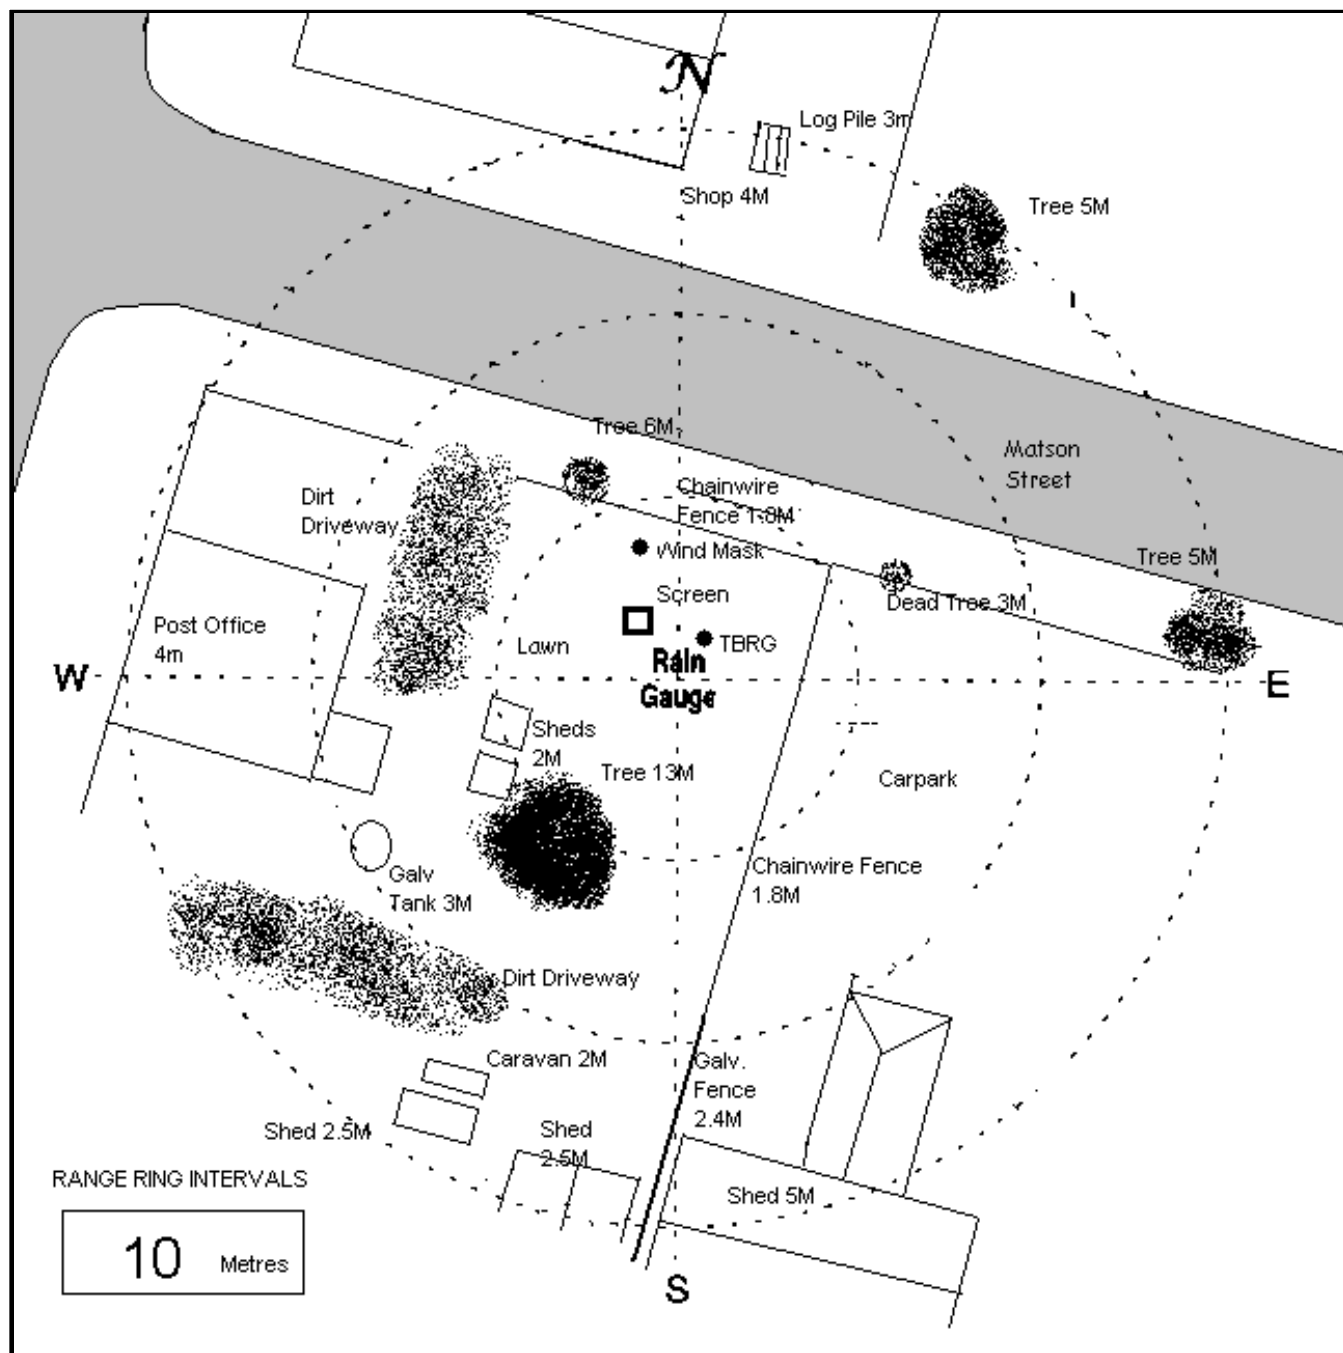 N
Log Pile 3m
Shop 4M
Tree 5M
Tree 6M
Matson
Street
Chainwire
Fence 1.8M
Dirt
Driveway
Wind Mask
Tree 5M
Screen
Dead Tree 3M
Post Office
4m
Lawn
TBRG
Rain
Gauge
W
E
Sheds
2M
Tree 13M
Carpark
Galv
Tank 3M
Chainwire Fence
1.8M
Dirt Driveway
Caravan 2M
Galv.
Fence
2.4M
Shed 2.5M
Shed
2.5M
Shed 5M
RANGE RING INTERVALS
10 Metres
S